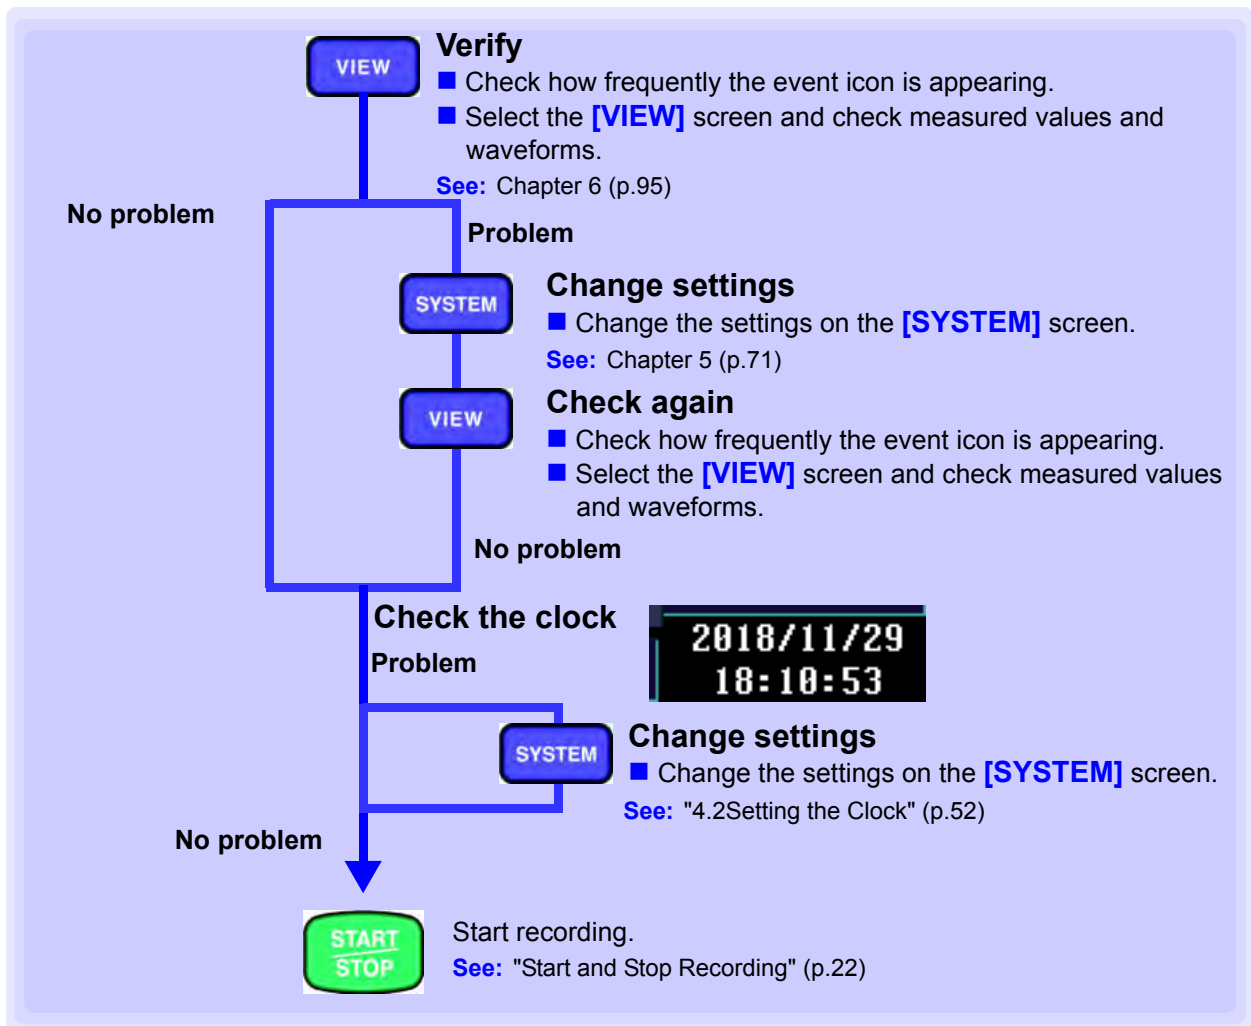 VIEW
Verify
■ Check how frequently the event icon is appearing.
■ Select the [VIEW] screen and check measured values and
waveforms.
See: Chapter 6 (p.95)
No problem
Problem
SYSTEM
Change settings
■ Change the settings on the [SYSTEM] screen.
See: Chapter 5 (p.71)
VIEW
Check again
■ Check how frequently the event icon is appearing.
■ Select the [VIEW] screen and check measured values
and waveforms.
No problem
Check the clock
2018/11/29
18:10:53
Problem
SYSTEM
Change settings
■ Change the settings on the [SYSTEM] screen.
See: "4.2Setting the Clock" (p.52)
No problem
START
STOP
Start recording.
See: "Start and Stop Recording" (p.22)